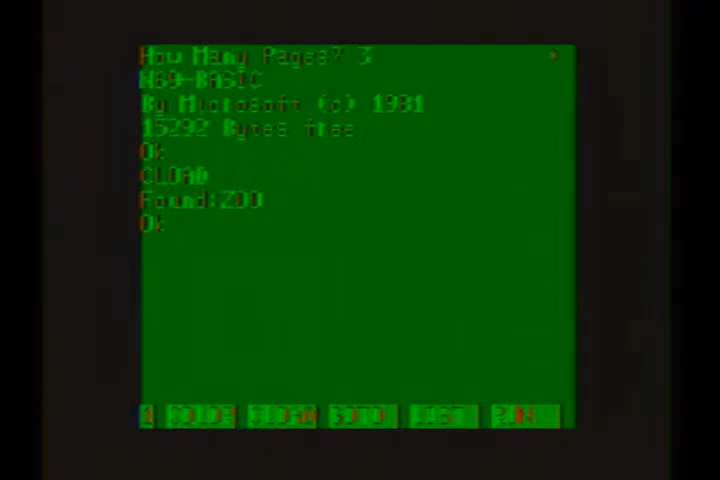 How Many Pages? 3
N60-BASIC
By Microsoft (c) 1981
15292 Bytes free
Ok
CLOAD
Found:ZOO
Ok
1 COLOR CLOAD GOTO LIST RUN